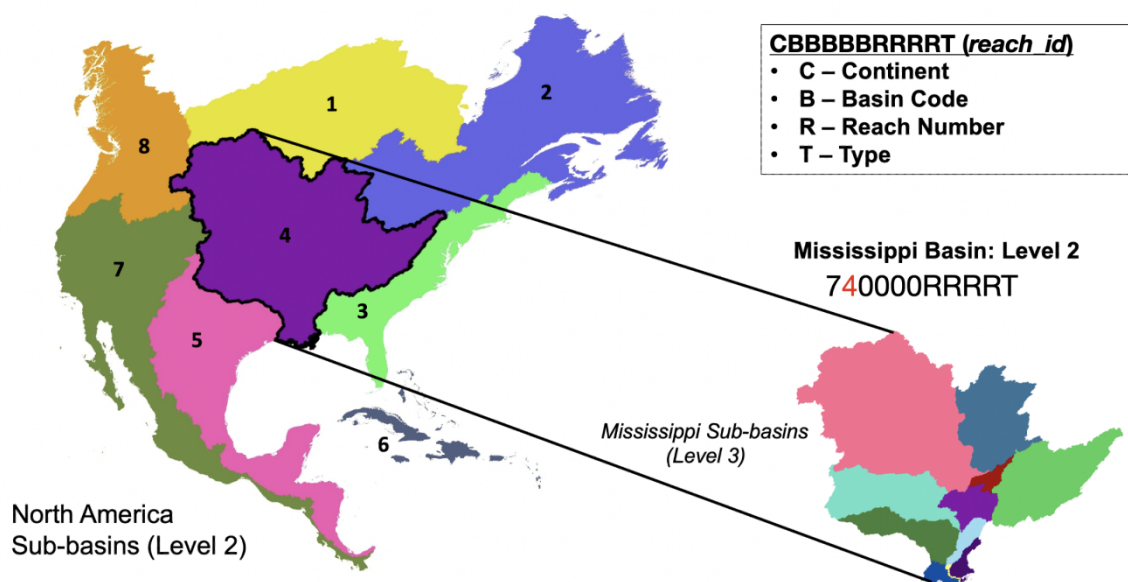 CBBBBBRRRRT (reach_id)
• C – Continent
• B – Basin Code
• R – Reach Number
• T – Type
1
2
8
4
7
3
5
6
Mississippi Basin: Level 2
740000RRRRT
Mississippi Sub-basins
(Level 3)
North America
Sub-basins (Level 2)